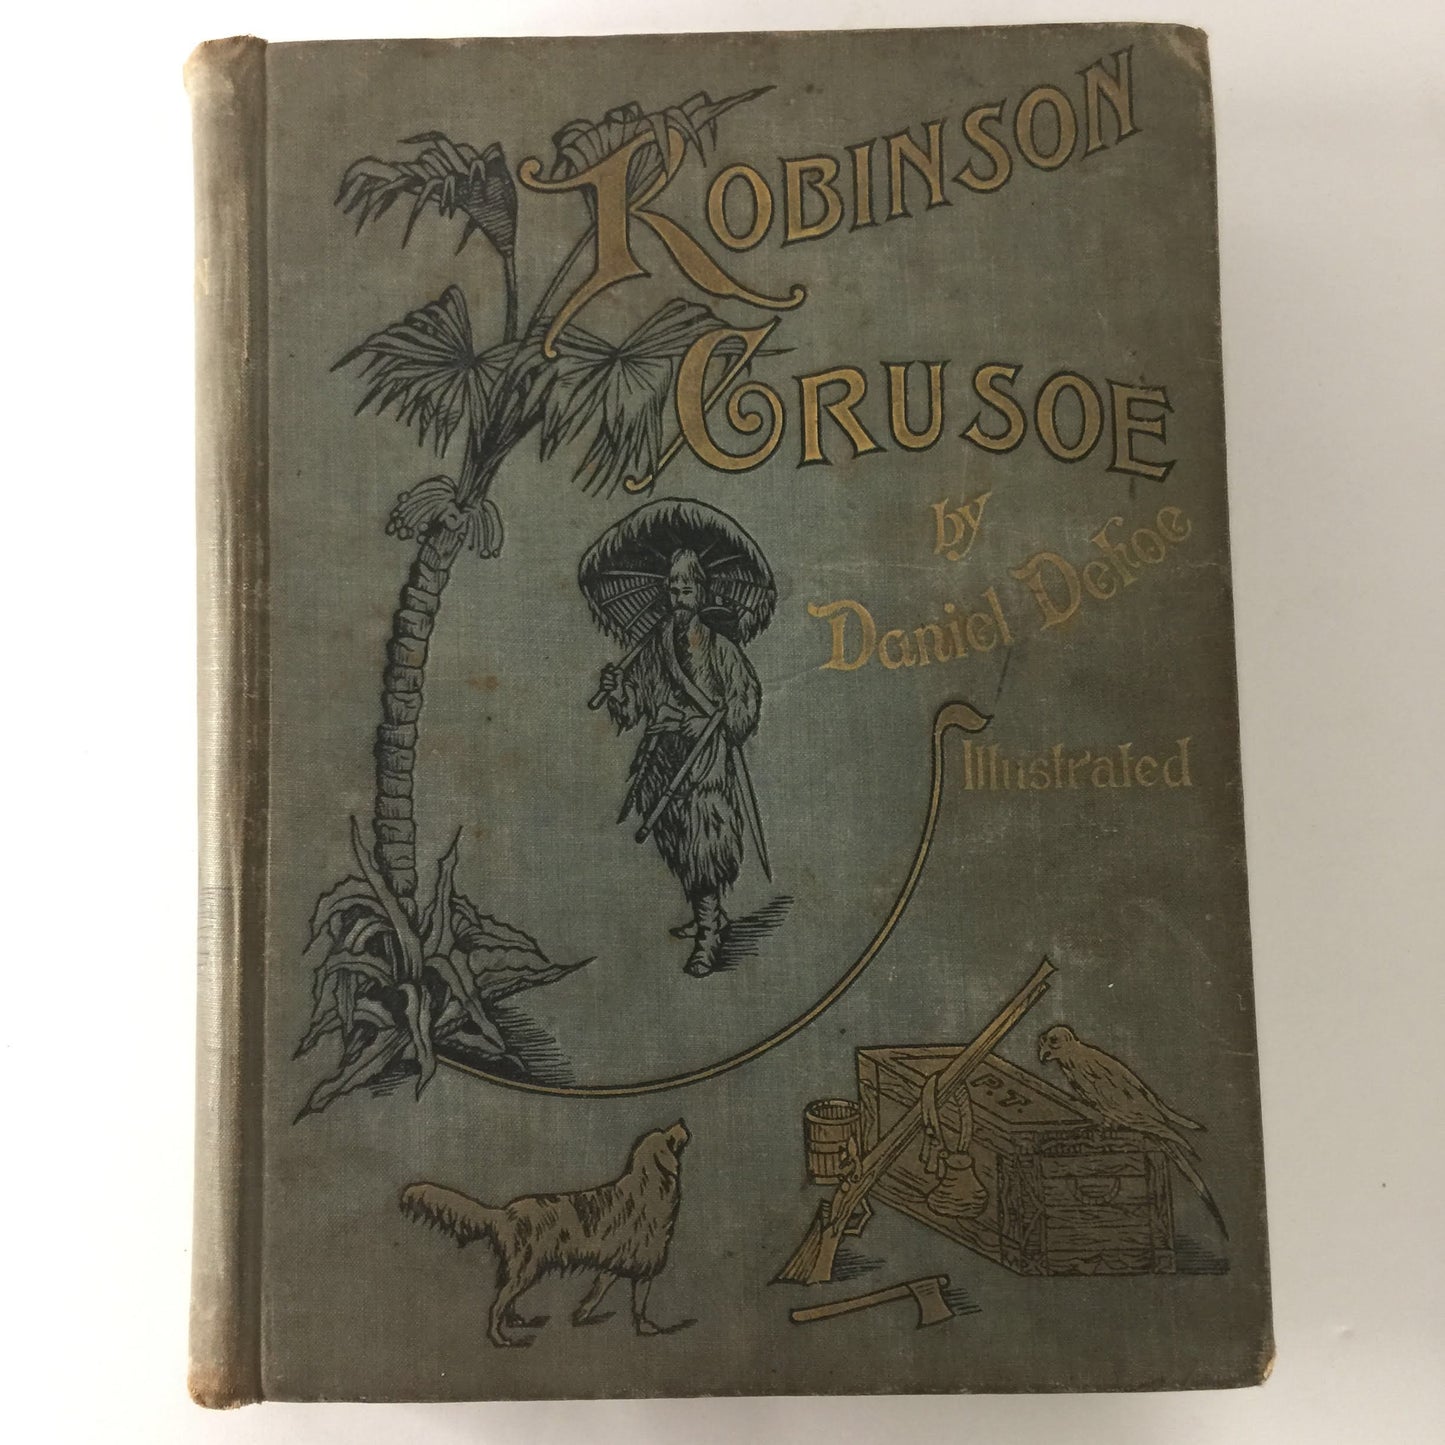 ROBINSON
CRUSOE
by
Daniel Defoe
Illustrated